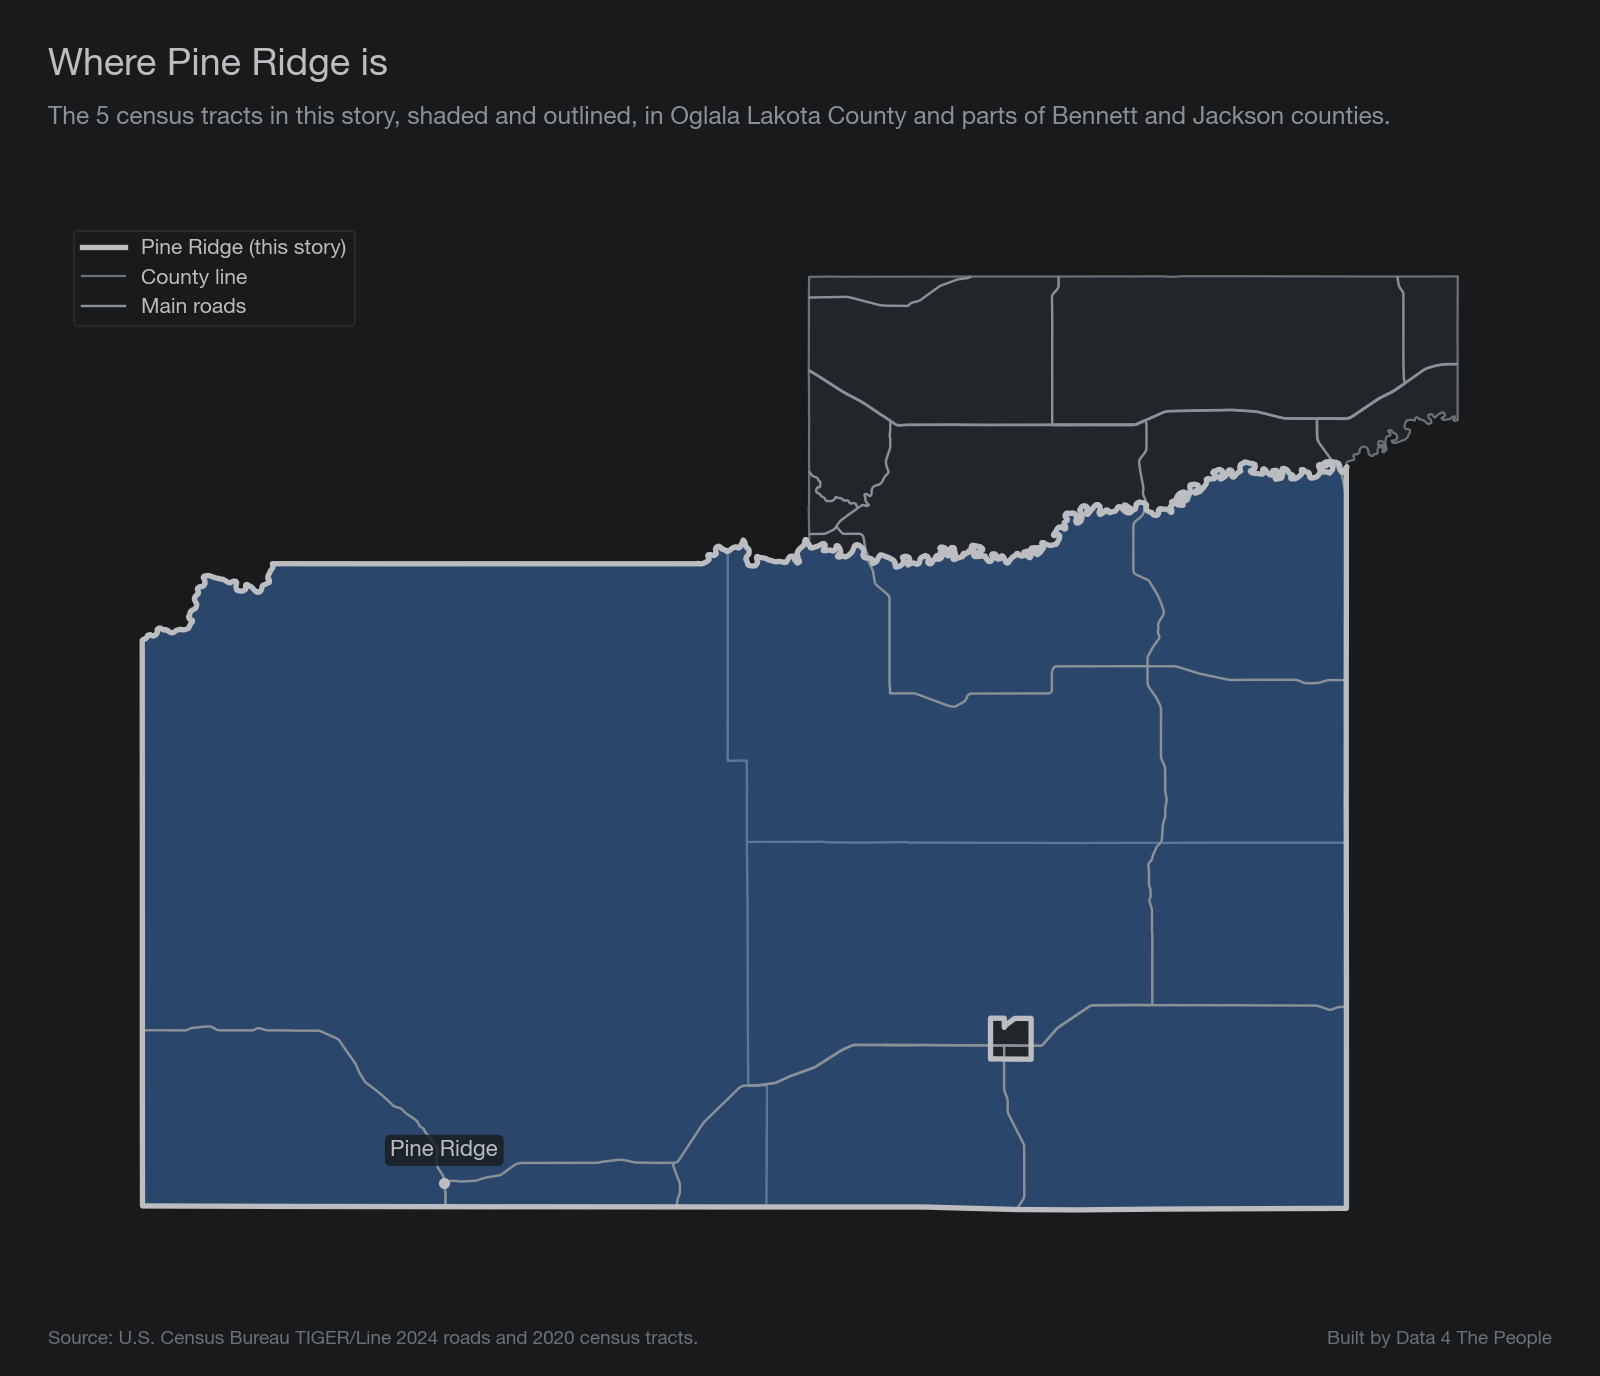 Where Pine Ridge is
The 5 census tracts in this story, shaded and outlined, in Oglala Lakota County and parts of Bennett and Jackson counties.
Pine Ridge (this story)
County line
Main roads
Pine Ridge
Source: U.S. Census Bureau TIGER/Line 2024 roads and 2020 census tracts.
Built by Data 4 The People